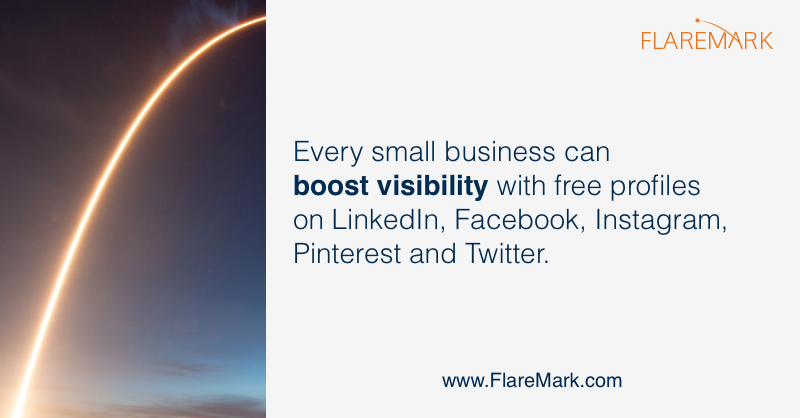 FLAREMARK
Every small business can
boost visibility with free profiles
on LinkedIn, Facebook, Instagram,
Pinterest and Twitter.
www.FlareMark.com